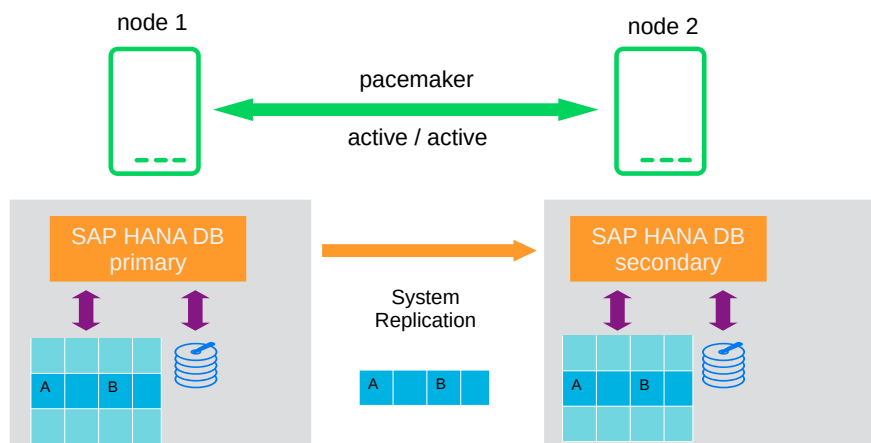 node 1
node 2
pacemaker
active / active
SAP HANA DB
primary
SAP HANA DB
secondary
System
Replication
A B
A B
A B